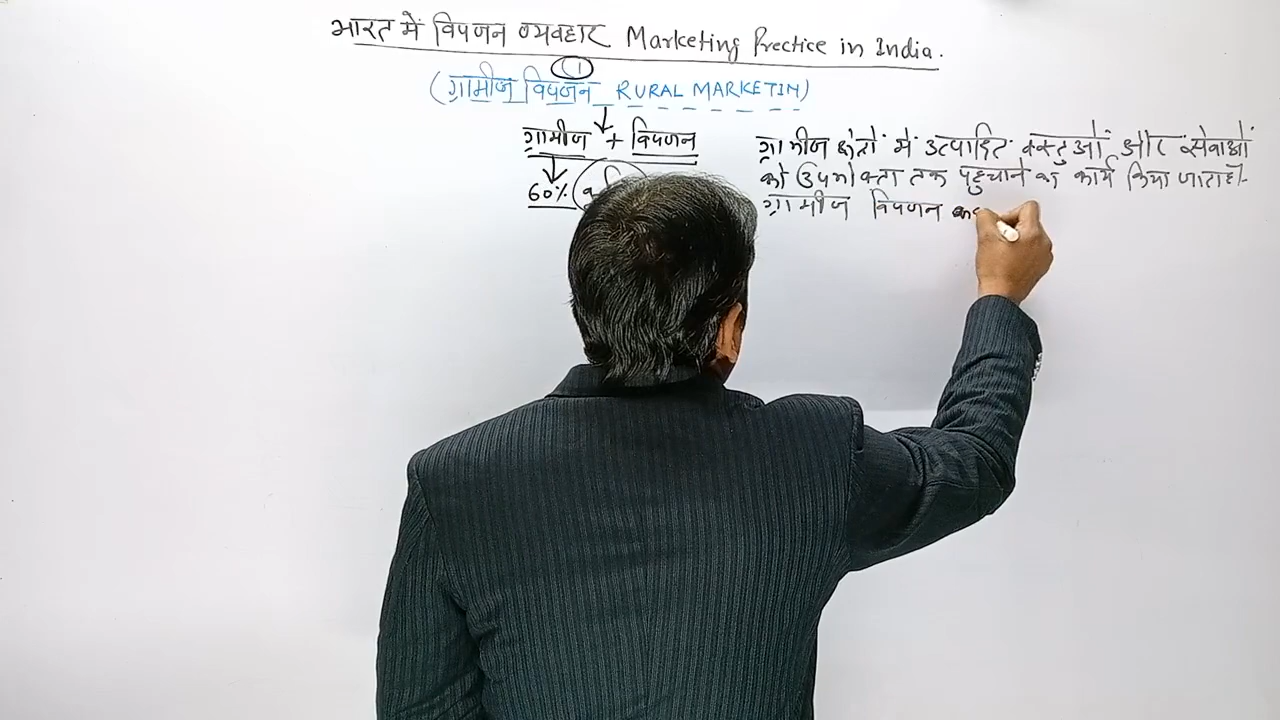 भारत में विपणन व्यवहार Marketing Prectice in India.
1
(ग्रामीण विपणन RURAL MARKETIN)
ग्रामीण + विपणन
60%
ग्रामीण क्षेत्रों में उत्पादित वस्तुओं और सेवाओं
को उपभोक्ता तक पहुचाने का कार्य किया जाता है-
ग्रामीण विपणन